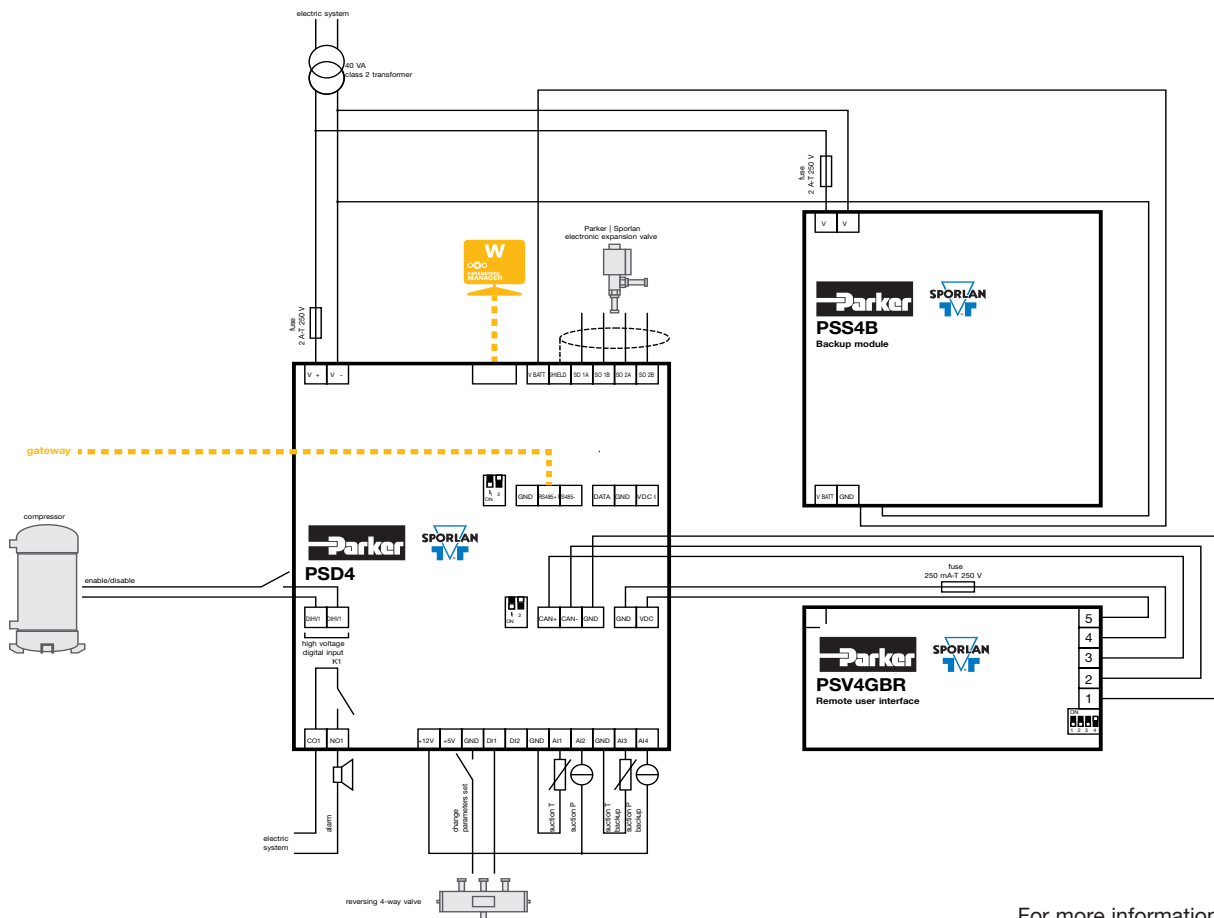 electric system
40 VA
class 2 transformer
fuse
2 A-T 250 V
fuse
2 A-T 250 V
W
PARAMETERS
MANAGER
Parker | Sporlan
electronic expansion valve
V +
V -
V BATT
SHIELD
SO 1A
SO 1B
SO 2A
SO 2B
V
V
Parker
SPORLAN
PSS4B
Backup module
V BATT
GND
gateway
1 2
ON
GND
RS485+
RS485-
DATA
GND
VDC I
compressor
enable/disable
Parker
SPORLAN
PSD4
1 2
ON
CAN+
CAN-
GND
GND
VDC
fuse
250 mA-T 250 V
DIHV1
DIHV1
high voltage
digital input
K1
Parker
SPORLAN
PSV4GBR
Remote user interface
5
4
3
2
1
ON
1 2 3 4
CO1
NO1
+12V
+5V
GND
DI1
DI2
GND
AI1
AI2
GND
AI3
AI4
alarm
change
parameters set
suction T
suction P
suction T
backup
suction P
backup
electric
system
reversing 4-way valve
For more information